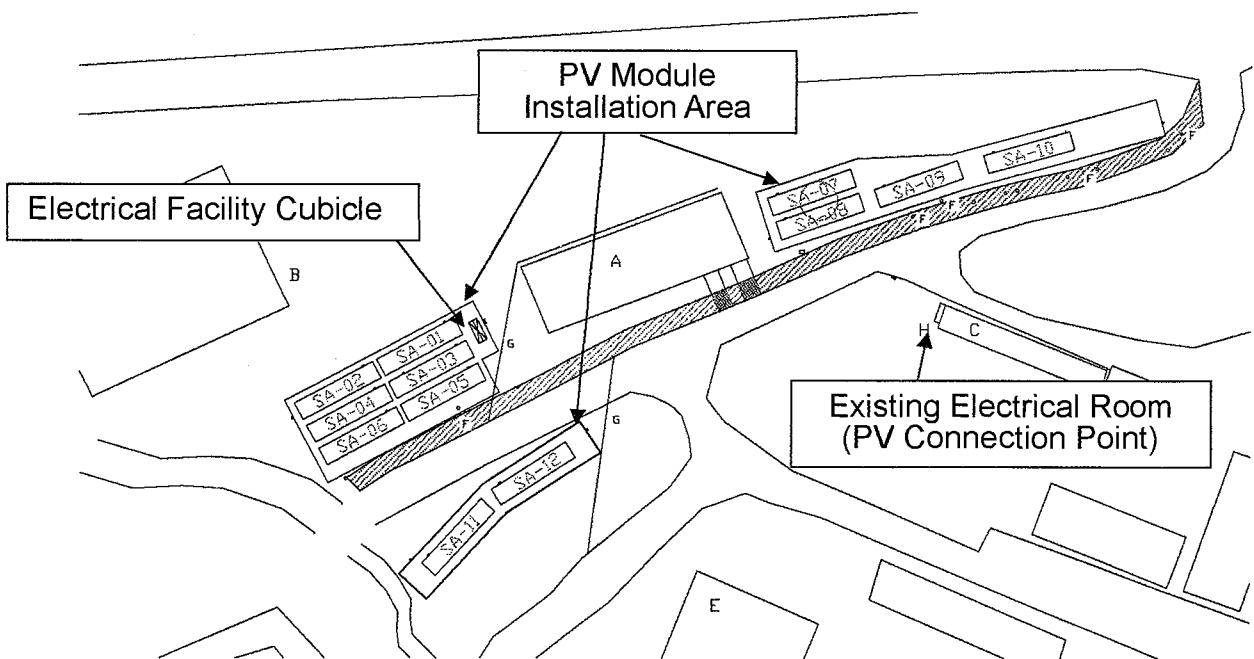 PV Module
Installation Area
Electrical Facility Cubicle
SA-10
SA-07
SA-09
SA-08
F
F
F
F
A
B
H
C
SA-01
SA-02
SA-03
SA-04
SA-05
SA-06
G
G
F
Existing Electrical Room
(PV Connection Point)
SA-12
SA-11
E